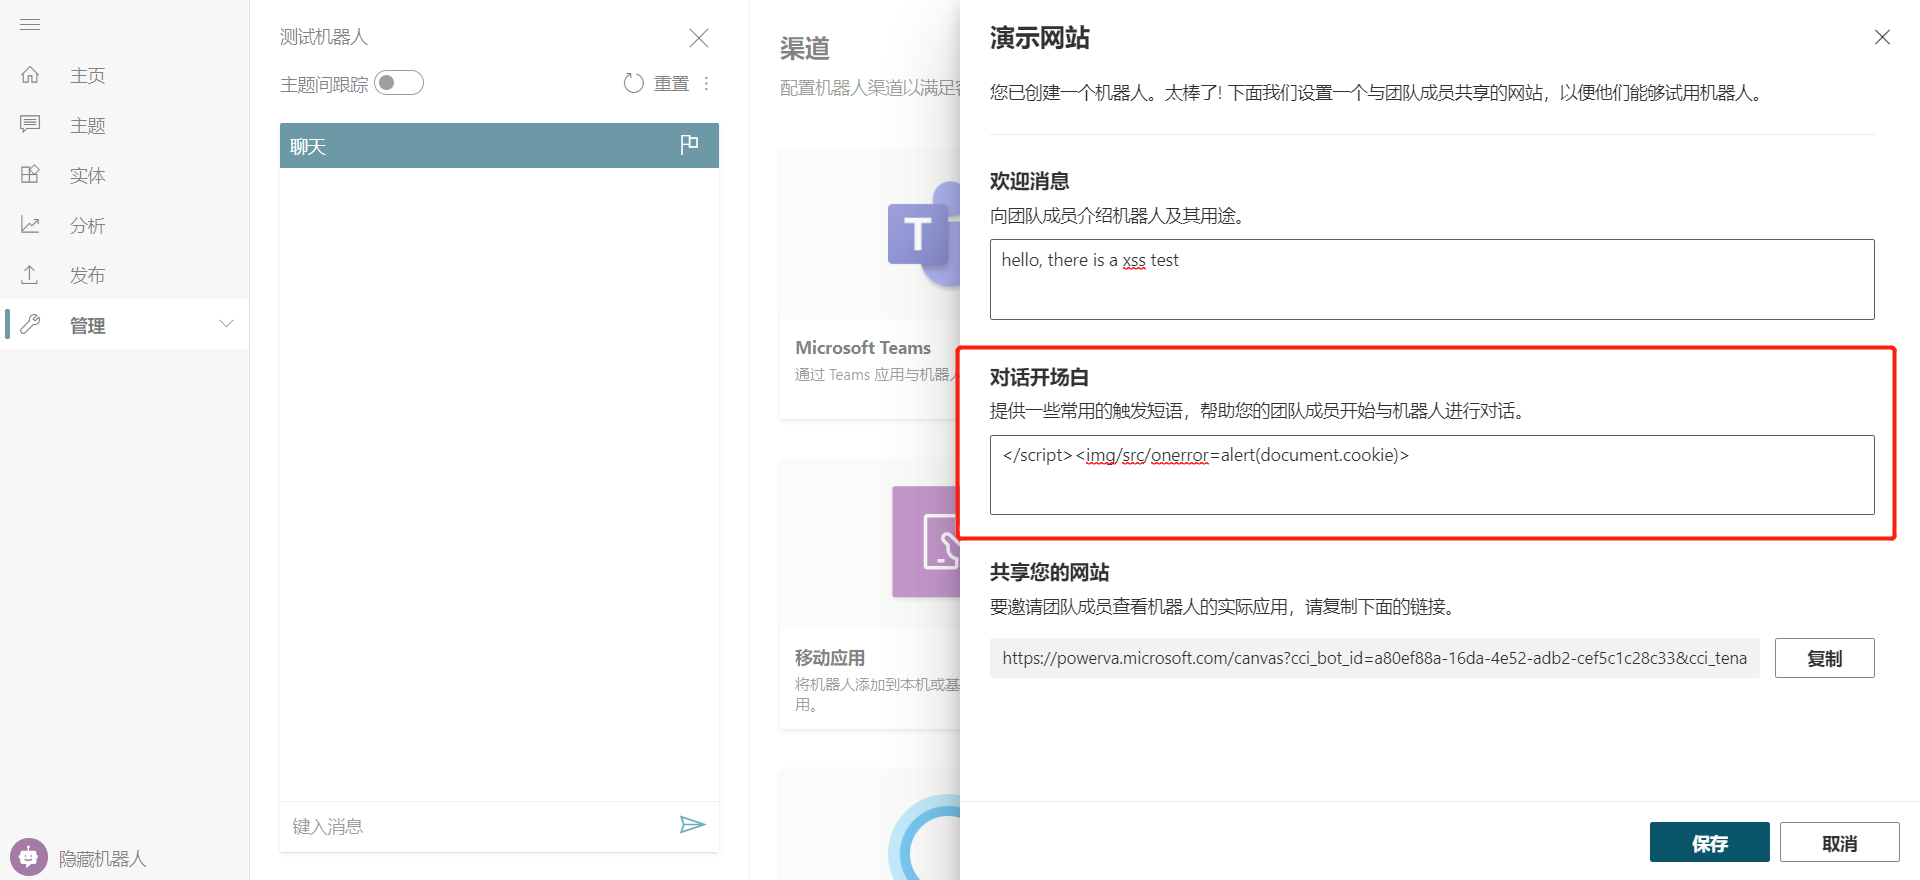 主页
主题
实体
分析
发布
管理
隐藏机器人
测试机器人
主题间跟踪
重置
聊天
键入消息
渠道
配置机器人渠道以满足
T
Microsoft Teams
通过 Teams 应用与机器
移动应用
将机器人添加到本机或基
用。
演示网站
您已创建一个机器人。太棒了! 下面我们设置一个与团队成员共享的网站，以便他们能够试用机器人。
欢迎消息
向团队成员介绍机器人及其用途。
hello, there is a xss test
对话开场白
提供一些常用的触发短语，帮助您的团队成员开始与机器人进行对话。
</script><img/src/onerror=alert(document.cookie)>
共享您的网站
要邀请团队成员查看机器人的实际应用，请复制下面的链接。
https://powerva.microsoft.com/canvas?cci_bot_id=a80ef88a-16da-4e52-adb2-cef5c1c28c33&cci_tena
复制
保存
取消